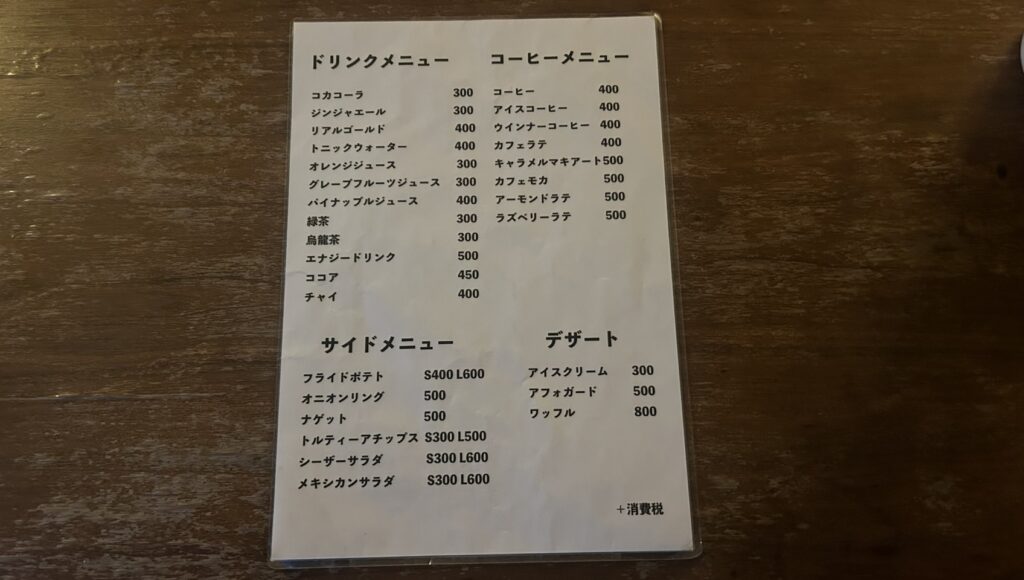 ドリンクメニュー
コカコーラ 300
ジンジャエール 300
リアルゴールド 400
トニックウォーター 400
オレンジジュース 300
グレープフルーツジュース 300
パイナップルジュース 400
緑茶 300
烏龍茶 300
エナジードリンク 500
ココア 450
チャイ 400
コーヒーメニュー
コーヒー 400
アイスコーヒー 400
ウインナーコーヒー 400
カフェラテ 400
キャラメルマキアート500
カフェモカ 500
アーモンドラテ 500
ラズベリーラテ 500
サイドメニュー
フライドポテト S400 L600
オニオンリング 500
ナゲット 500
トルティーアチップス S300 L500
シーザーサラダ S300 L600
メキシカンサラダ S300 L600
デザート
アイスクリーム 300
アフォガード 500
ワッフル 800
+消費税